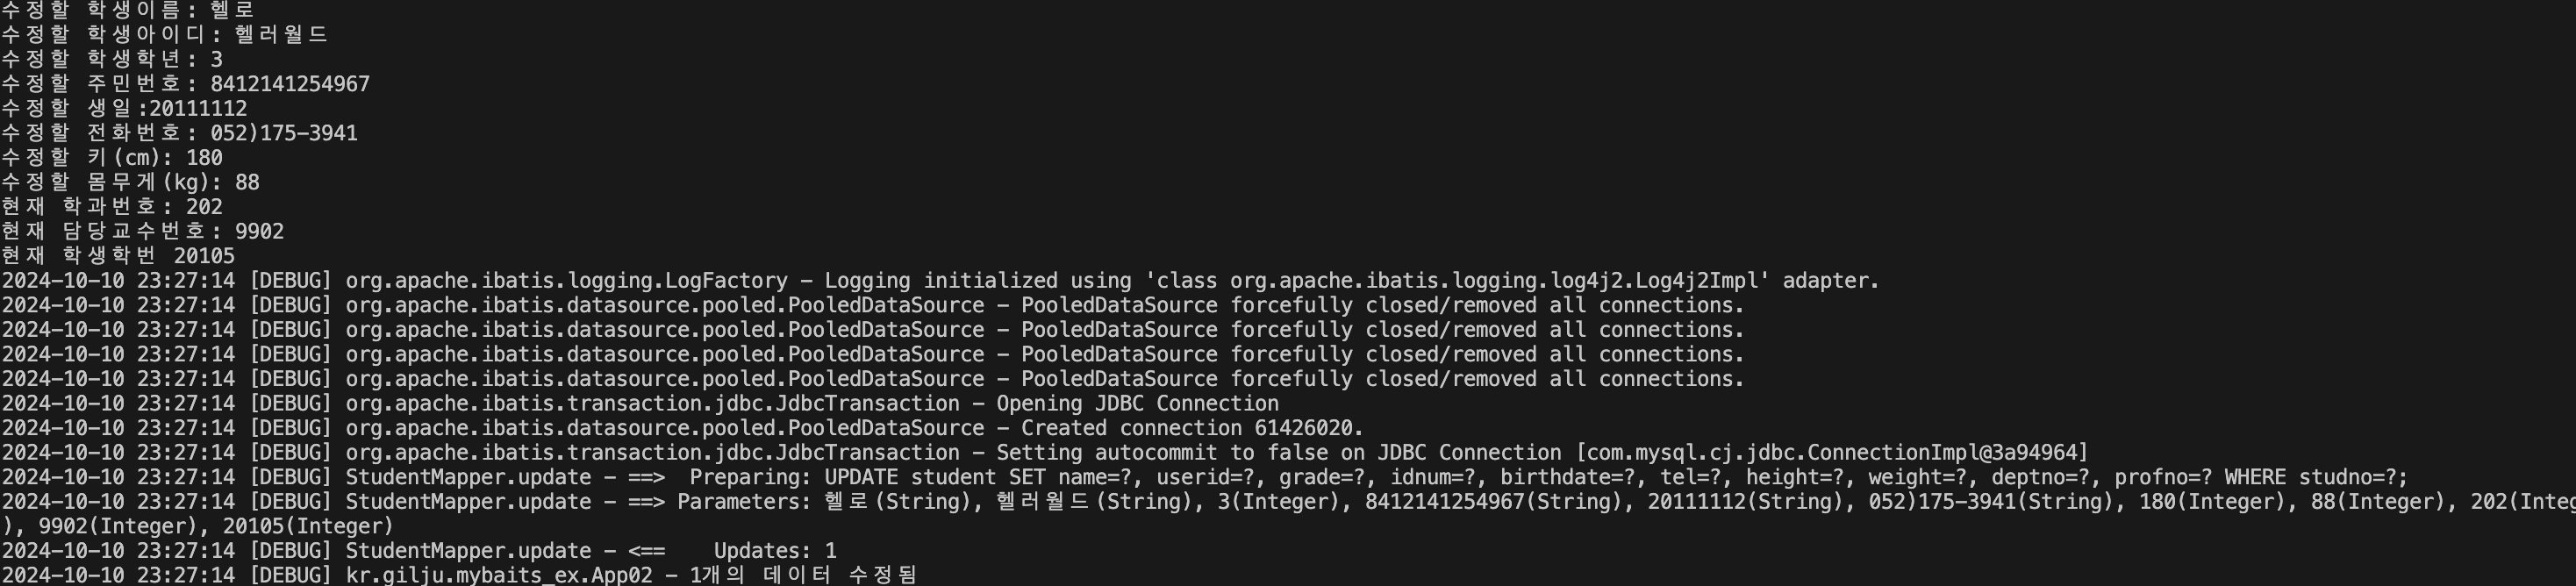 수정할 학생이름: 헬로
수정할 학생아이디: 헬러월드
수정할 학생학년: 3
수정할 주민번호: 8412141254967
수정할 생일:20111112
수정할 전화번호: 052)175-3941
수정할 키(cm): 180
수정할 몸무게(kg): 88
현재 학과번호: 202
현재 담당교수번호: 9902
현재 학생학번 20105
2024-10-10 23:27:14 [DEBUG] org.apache.ibatis.logging.LogFactory - Logging initialized using 'class org.apache.ibatis.logging.log4j2.Log4j2Impl' adapter.
2024-10-10 23:27:14 [DEBUG] org.apache.ibatis.datasource.pooled.PooledDataSource - PooledDataSource forcefully closed/removed all connections.
2024-10-10 23:27:14 [DEBUG] org.apache.ibatis.datasource.pooled.PooledDataSource - PooledDataSource forcefully closed/removed all connections.
2024-10-10 23:27:14 [DEBUG] org.apache.ibatis.datasource.pooled.PooledDataSource - PooledDataSource forcefully closed/removed all connections.
2024-10-10 23:27:14 [DEBUG] org.apache.ibatis.datasource.pooled.PooledDataSource - PooledDataSource forcefully closed/removed all connections.
2024-10-10 23:27:14 [DEBUG] org.apache.ibatis.transaction.jdbc.JdbcTransaction - Opening JDBC Connection
2024-10-10 23:27:14 [DEBUG] org.apache.ibatis.datasource.pooled.PooledDataSource - Created connection 61426020.
2024-10-10 23:27:14 [DEBUG] org.apache.ibatis.transaction.jdbc.JdbcTransaction - Setting autocommit to false on JDBC Connection [com.mysql.cj.jdbc.ConnectionImpl@3a94964]
2024-10-10 23:27:14 [DEBUG] StudentMapper.update - ==>  Preparing: UPDATE student SET name=?, userid=?, grade=?, idnum=?, birthdate=?, tel=?, height=?, weight=?, deptno=?, profno=? WHERE studno=?;
2024-10-10 23:27:14 [DEBUG] StudentMapper.update - ==> Parameters: 헬로(String), 헬러월드(String), 3(Integer), 8412141254967(String), 20111112(String), 052)175-3941(String), 180(Integer), 88(Integer), 202(Integ
), 9902(Integer), 20105(Integer)
2024-10-10 23:27:14 [DEBUG] StudentMapper.update - <==    Updates: 1
2024-10-10 23:27:14 [DEBUG] kr.gilju.mybaits_ex.App02 - 1개의 데이터 수정됨